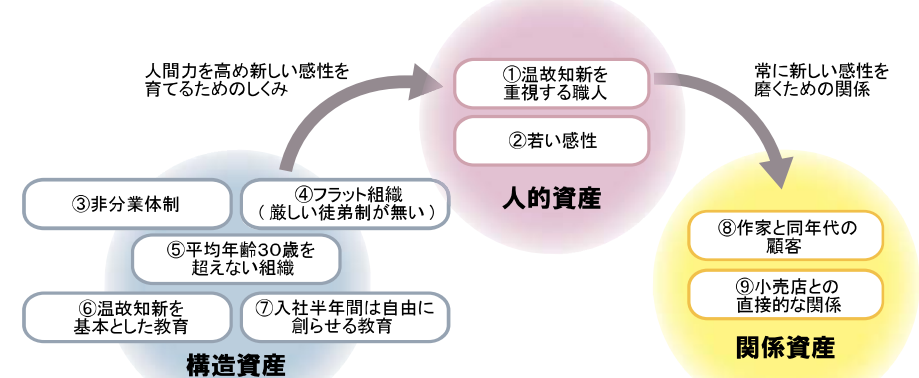 人間力を高め新しい感性を
育てるためのしくみ
①温故知新を
重視する職人
②若い感性
人的資産
常に新しい感性を
磨くための関係
③非分業体制
④フラット組織
（厳しい徒弟制が無い）
⑤平均年齢30歳を
超えない組織
⑥温故知新を
基本とした教育
⑦入社半年間は自由に
創らせる教育
構造資産
⑧作家と同年代の
顧客
⑨小売店との
直接的な関係
関係資産